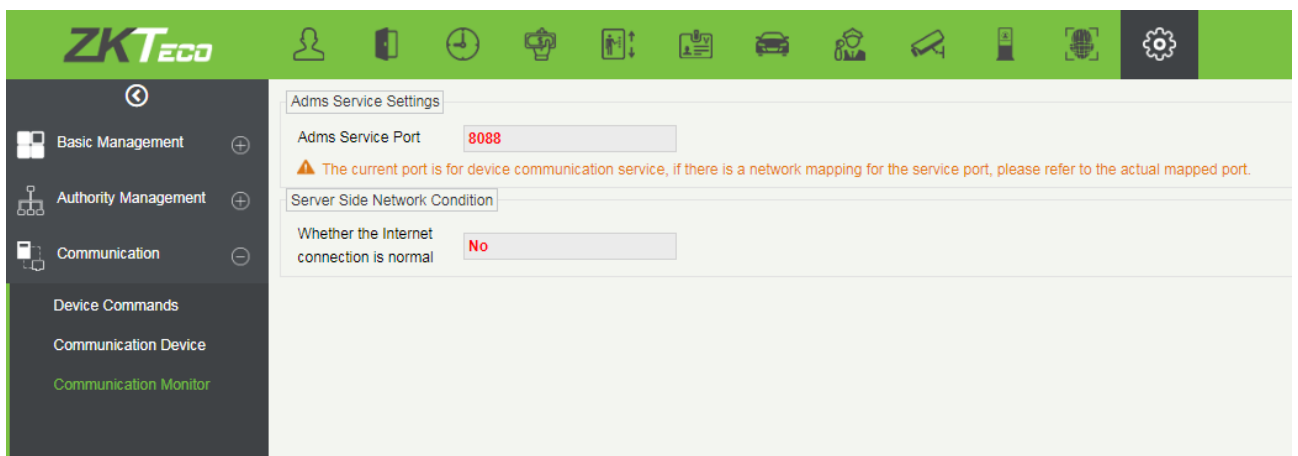 ZKTECO
Basic Management
Authority Management
Communication
Device Commands
Communication Device
Communication Monitor
Adms Service Settings
Adms Service Port
8088
The current port is for device communication service, if there is a network mapping for the service port, please refer to the actual mapped port.
Server Side Network Condition
Whether the Internet
connection is normal
No